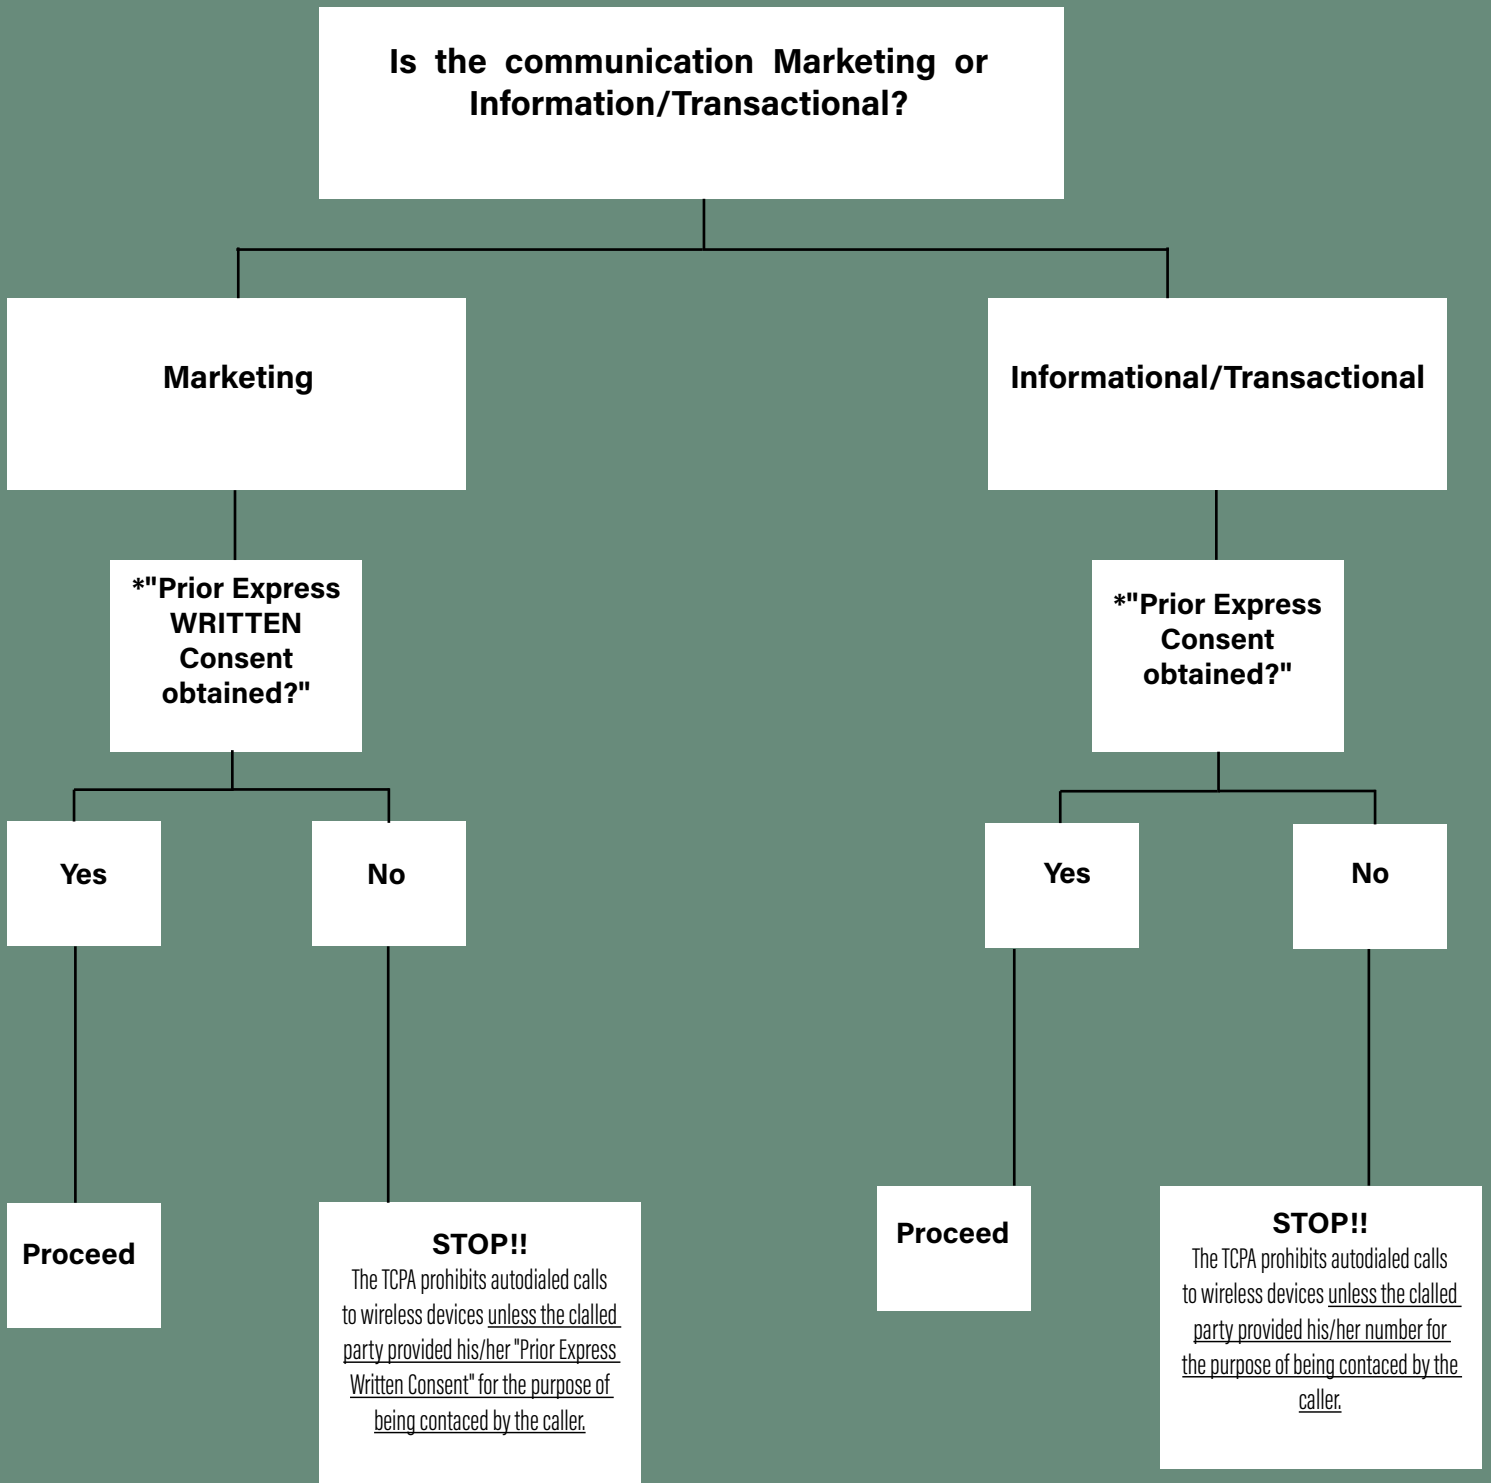 Is the communication Marketing or
Information/Transactional?
Marketing
Informational/Transactional
*"Prior Express
WRITTEN
Consent
obtained?"
*"Prior Express
Consent
obtained?"
Yes
No
Yes
No
Proceed
STOP!!
The TCPA prohibits autodialed calls
to wireless devices unless the clalled
party provided his/her "Prior Express
Written Consent" for the purpose of
being contaced by the caller.
Proceed
STOP!!
The TCPA prohibits autodialed calls
to wireless devices unless the clalled
party provided his/her number for
the purpose of being contaced by the
caller.